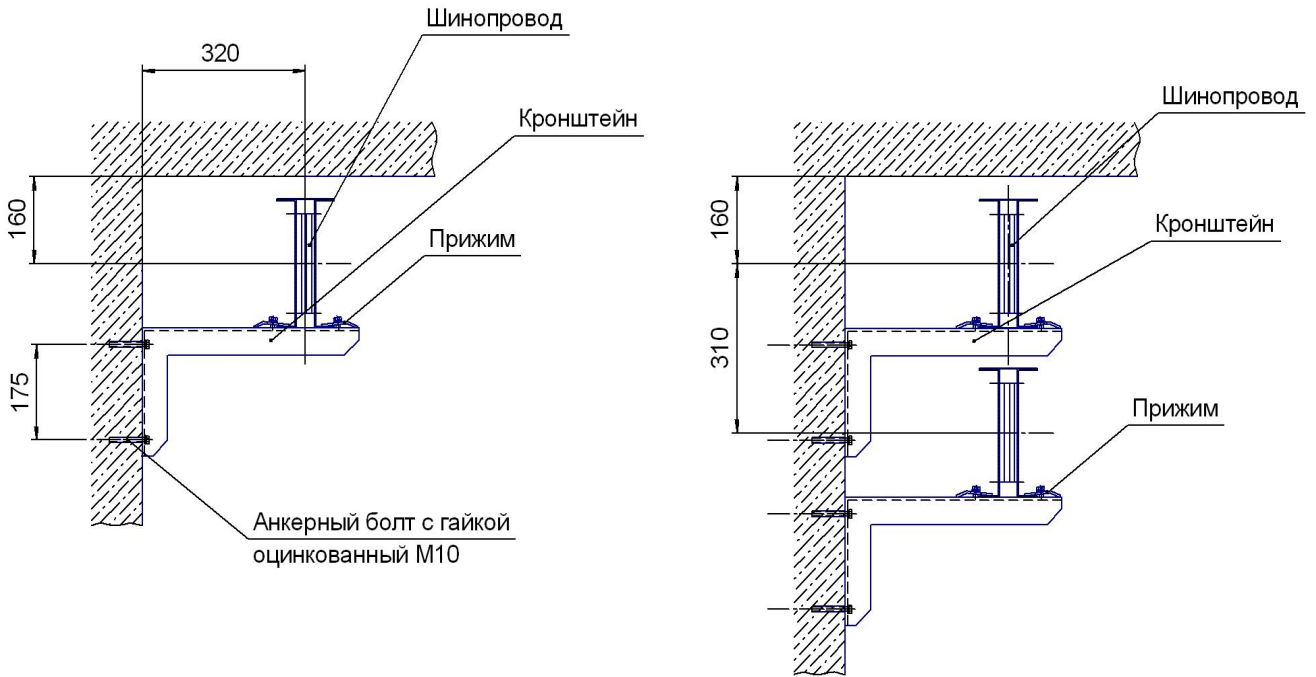 Шинопровод
320
Кронштейн
160
Прижим
175
Анкерный болт с гайкой
оцинкованный М10
Шинопровод
160
Кронштейн
310
Прижим